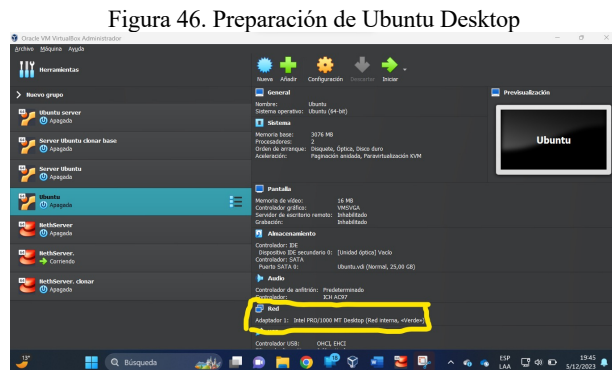 Figura 46. Preparación de Ubuntu Desktop
Oracle VM VirtualBox Administrador
Archivo Máquina Ayuda
Herramientas
Nueva Añadir Configuración Descartar Iniciar
Nuevo grupo
Ubuntu server
Apagada
Server Ubuntu clonar base
Apagada
Server Ubuntu
Apagada
Ubuntu
Apagada
NethServer
Apagada
NethServer.
Corriendo
NethServer. clonar
Apagada
General
Nombre: Ubuntu
Sistema operativo: Ubuntu (64-bit)
Sistema
Memoria base: 3076 MB
Procesadores: 2
Orden de arranque: Disquete, Óptica, Disco duro
Aceleración: Paginación anidada, Paravirtualización KVM
Pantalla
Memoria de vídeo: 16 MB
Controlador gráfico: VMSVGA
Servidor de escritorio remoto: Inhabilitado
Grabación: Inhabilitado
Almacenamiento
Controlador: IDE
Dispositivo IDE secundario 0: [Unidad óptica] Vacío
Controlador: SATA
Puerto SATA 0: Ubuntu.vdi (Normal, 25,00 GB)
Audio
Controlador de anfitrión: Predeterminado
Controlador: ICH AC97
Red
Adaptador 1: Intel PRO/1000 MT Desktop (Red interna, «Verde»)
Controlador USB: OHCI, EHCI
Previsualización
Ubuntu
13°
Búsqueda
ESP
LAA
19:45
5/12/2023